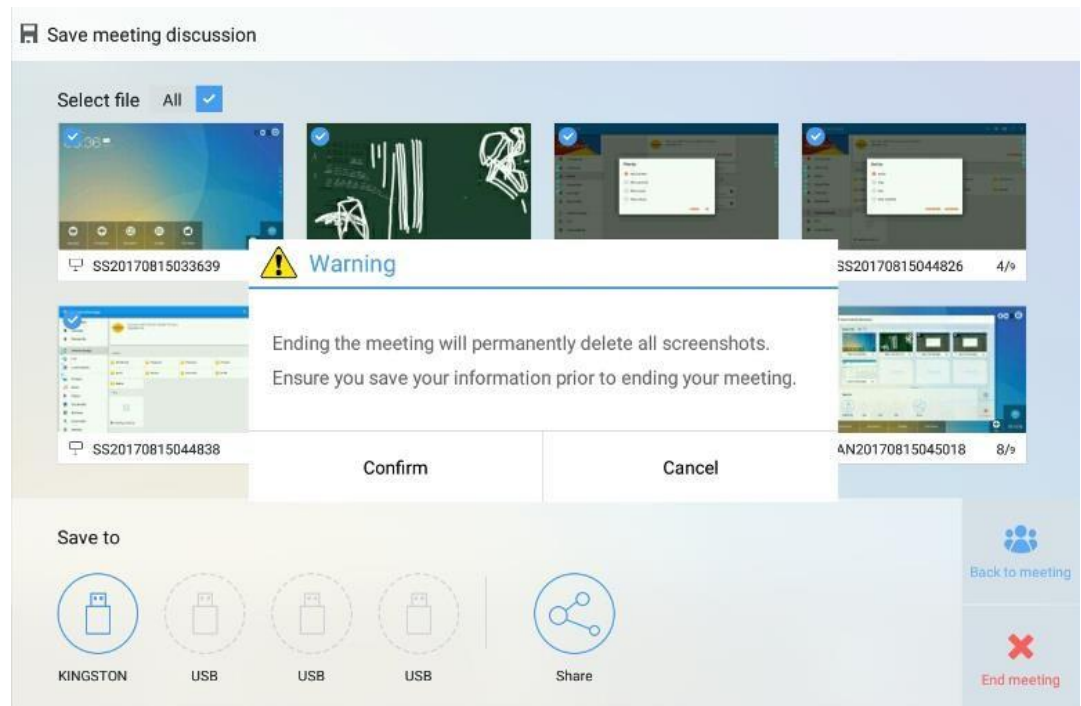 Save meeting discussion
Select file All
SS20170815033639
SS20170815044826 4/9
Warning
Ending the meeting will permanently delete all screenshots.
Ensure you save your information prior to ending your meeting.
Confirm Cancel
SS20170815044838
AN20170815045018 8/9
Save to
Back to meeting
KINGSTON USB USB USB Share
End meeting